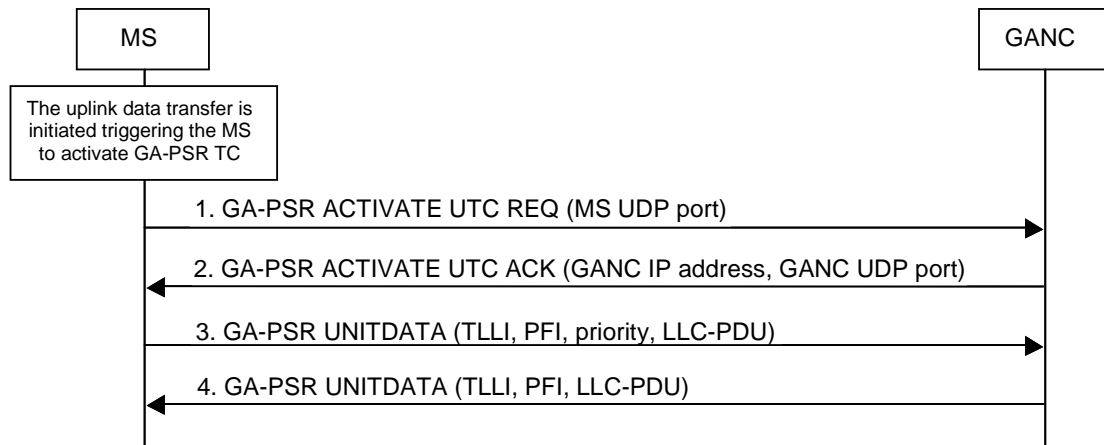 MS
GANC
The uplink data transfer is
initiated triggering the MS
to activate GA-PSR TC
1. GA-PSR ACTIVATE UTC REQ (MS UDP port)
2. GA-PSR ACTIVATE UTC ACK (GANC IP address, GANC UDP port)
3. GA-PSR UNITDATA (TLLI, PFI, priority, LLC-PDU)
4. GA-PSR UNITDATA (TLLI, PFI, LLC-PDU)